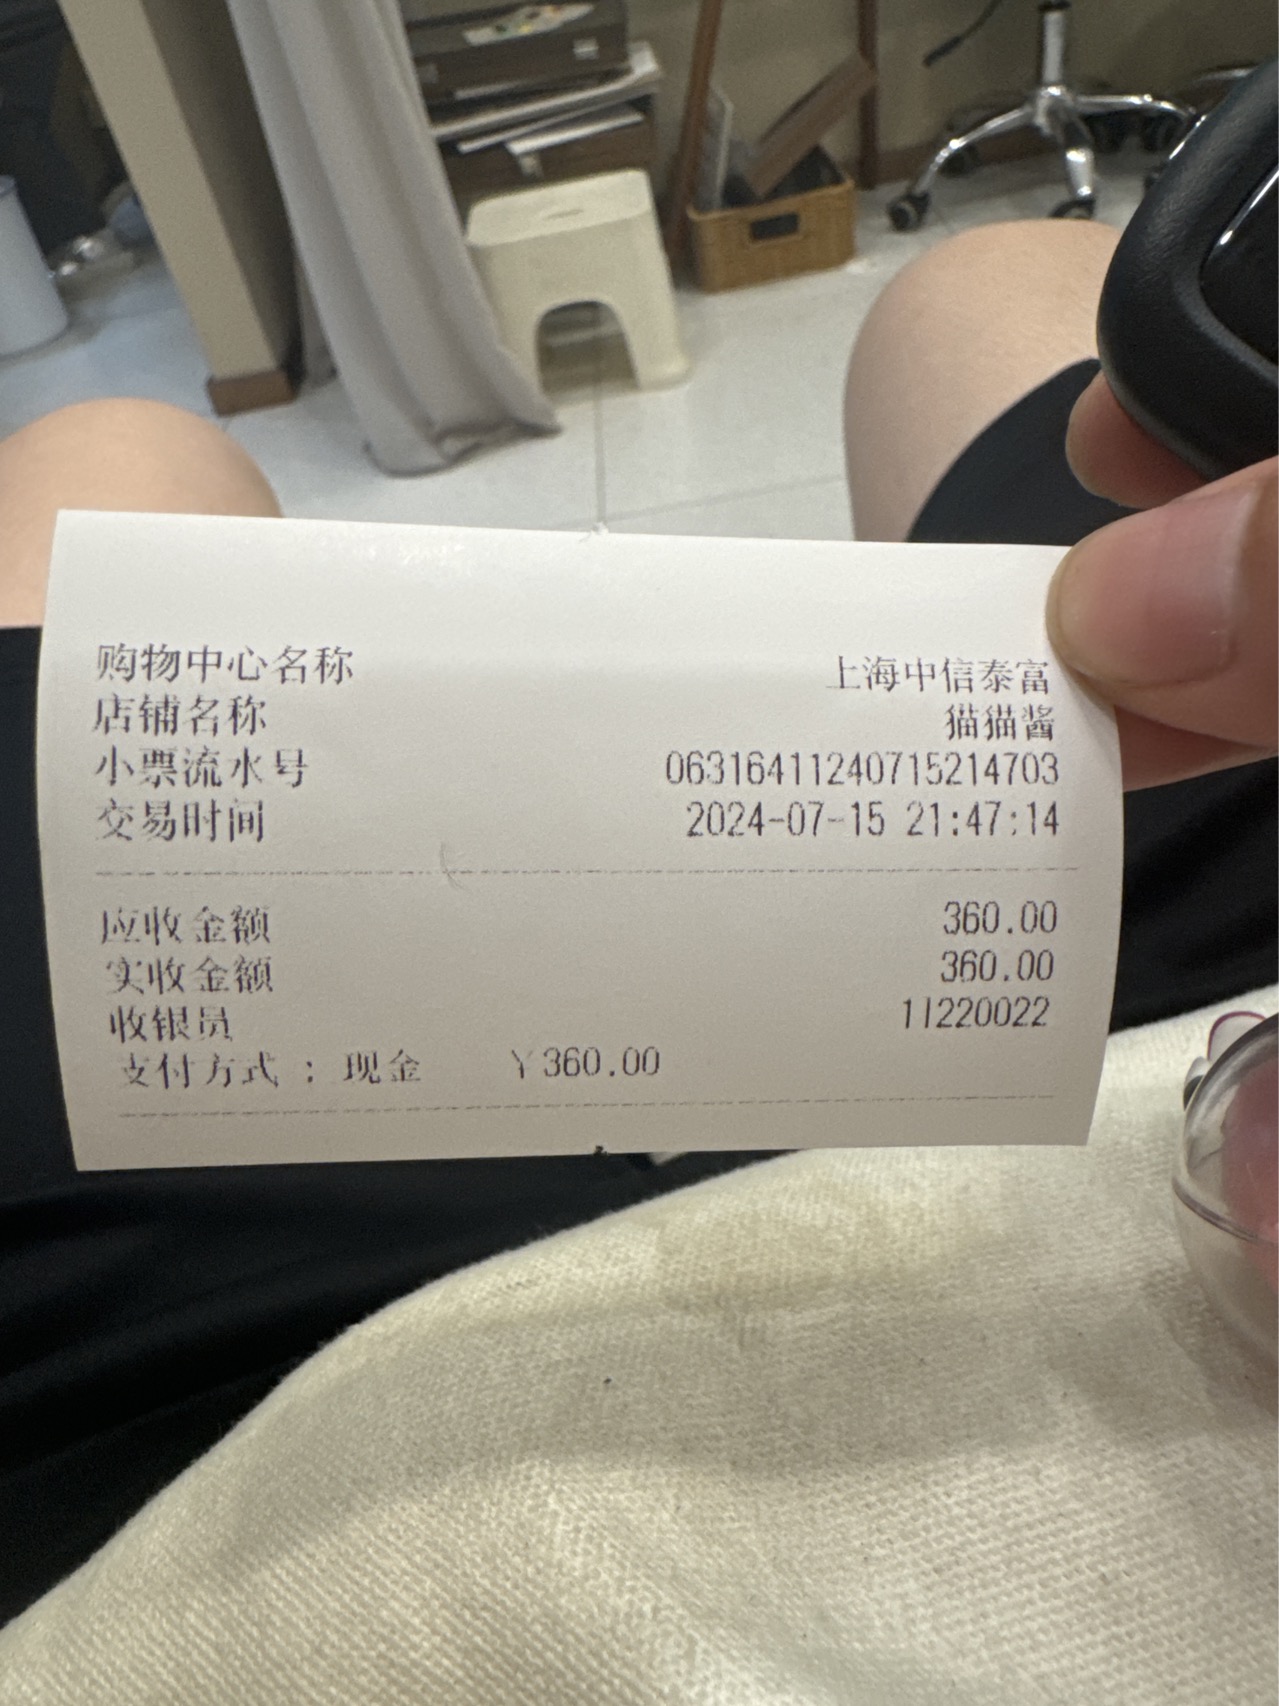 购物中心名称 上海中信泰富
店铺名称 猫猫酱
小票流水号 06316411240715214703
交易时间 2024-07-15 21:47:14
应收金额 360.00
实收金额 360.00
收银员 11220022
支付方式 : 现金 ¥360.00